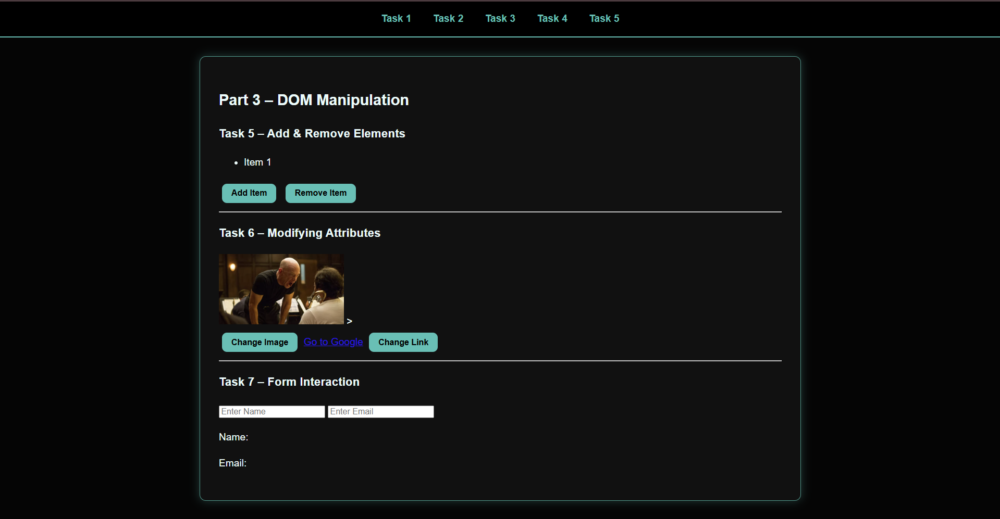 Task 1 Task 2 Task 3 Task 4 Task 5
Part 3 – DOM Manipulation
Task 5 – Add & Remove Elements
• Item 1
Add Item Remove Item
Task 6 – Modifying Attributes
>
Change Image Go to Google Change Link
Task 7 – Form Interaction
Enter Name Enter Email
Name:
Email: